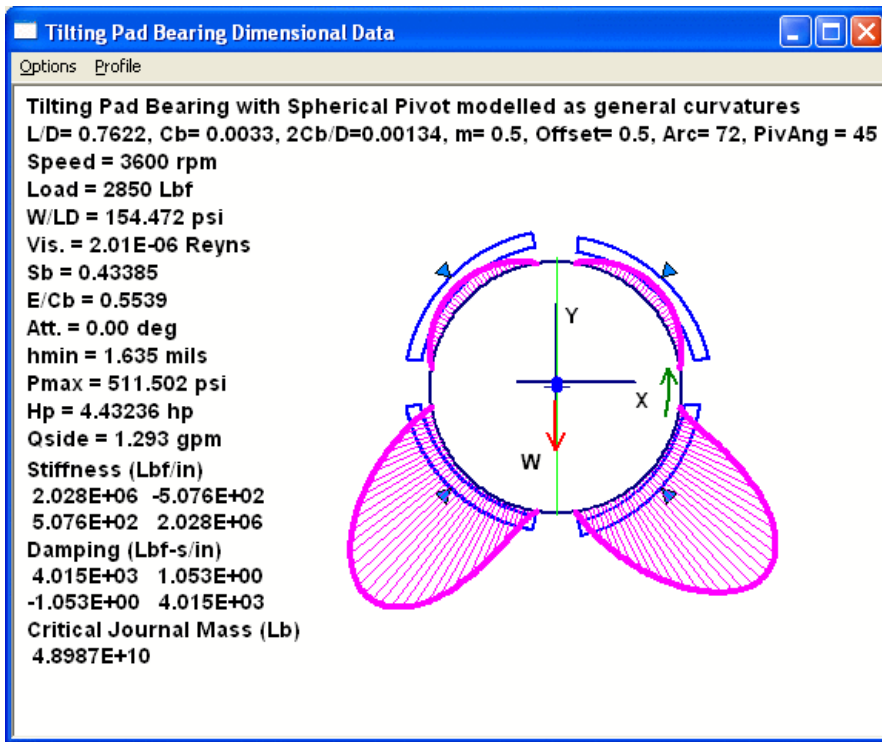 Tilting Pad Bearing Dimensional Data
Options Profile
Tilting Pad Bearing with Spherical Pivot modelled as general curvatures
L/D= 0.7622, Cb= 0.0033, 2Cb/D=0.00134, m= 0.5, Offset= 0.5, Arc= 72, PivAng = 45
Speed = 3600 rpm
Load = 2850 Lbf
W/LD = 154.472 psi
Vis. = 2.01E-06 Reyns
Sb = 0.43385
E/Cb = 0.5539
Att. = 0.00 deg
hmin = 1.635 mils
Pmax = 511.502 psi
Hp = 4.43236 hp
Qside = 1.293 gpm
Stiffness (Lbf/in)
2.028E+06 -5.076E+02
5.076E+02 2.028E+06
Damping (Lbf-s/in)
4.015E+03 1.053E+00
-1.053E+00 4.015E+03
Critical Journal Mass (Lb)
4.8987E+10
Y
X
W